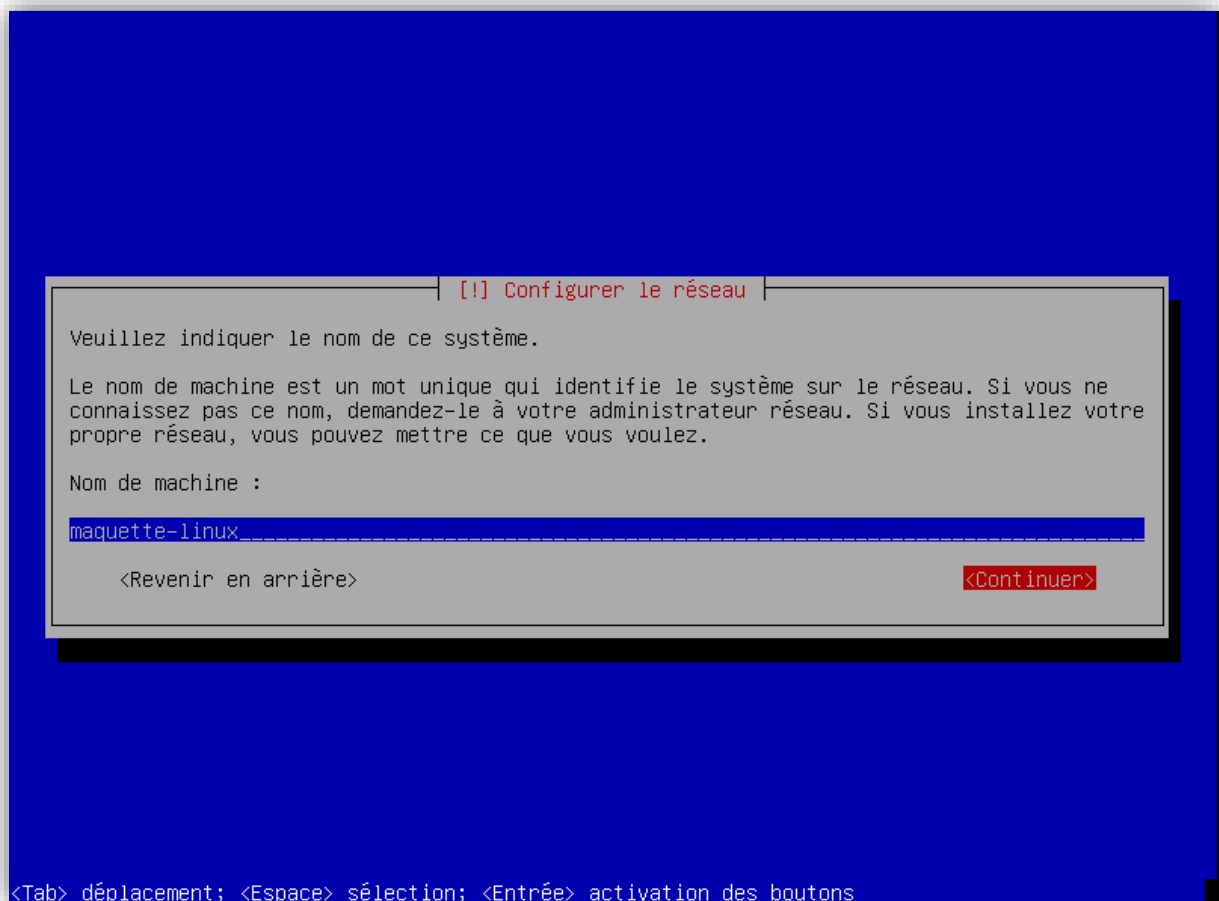 [!] Configurer le réseau
Veuillez indiquer le nom de ce système.
Le nom de machine est un mot unique qui identifie le système sur le réseau. Si vous ne
connaissez pas ce nom, demandez-le à votre administrateur réseau. Si vous installez votre
propre réseau, vous pouvez mettre ce que vous voulez.
Nom de machine :
maquette-linux
<Revenir en arrière> <Continuer>
<Tab> déplacement; <Espace> sélection; <Entrée> activation des boutons